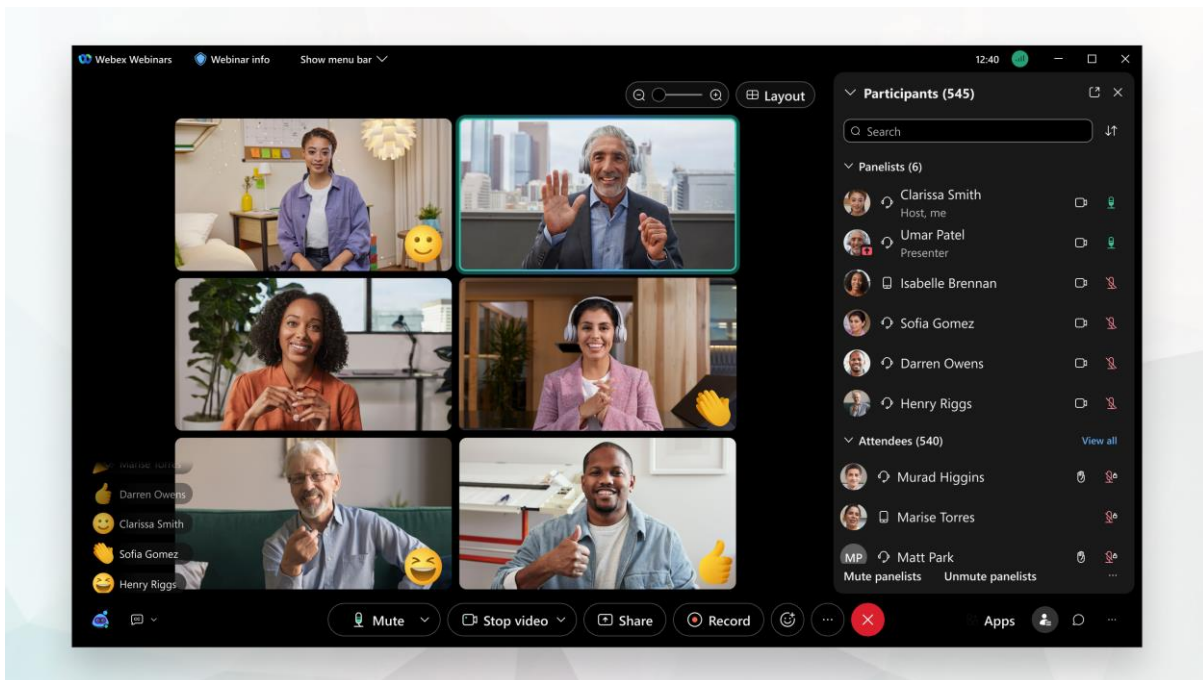 Webex Webinars
Webinar info
Show menu bar
12:40
Layout
Participants (545)
Search
Panelists (6)
Clarissa Smith
Host, me
Umar Patel
Presenter
Isabelle Brennan
Sofia Gomez
Darren Owens
Henry Riggs
Attendees (540)
View all
Murad Higgins
Marise Torres
MP
Matt Park
Mute panelists
Unmute panelists
Marise Torres
Darren Owens
Clarissa Smith
Sofia Gomez
Henry Riggs
Mute
Stop video
Share
Record
Apps